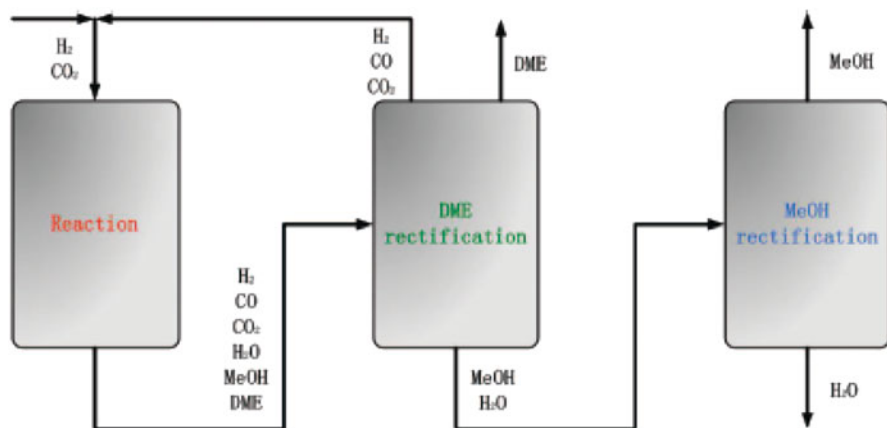 H₂
CO₂
H₂
CO
CO₂
DME
MeOH
Reaction
DME
rectification
MeOH
rectification
H₂
CO
CO₂
H₂O
MeOH
DME
MeOH
H₂O
H₂O